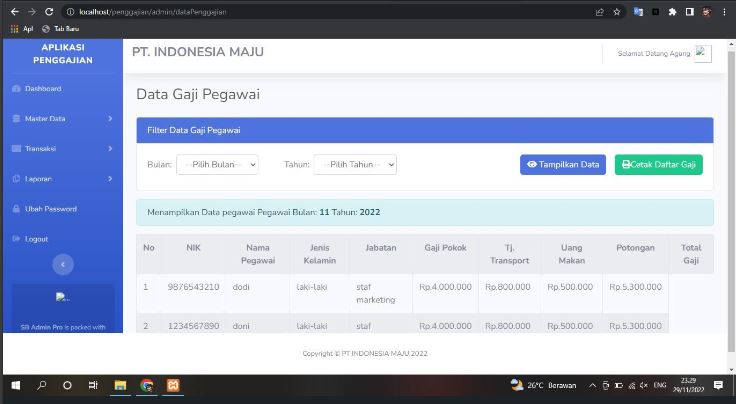 localhost/penggajian/admin/dataPenggajian
Apl Tab Baru
APLIKASI
PENGGAJIAN
Dashboard
Master Data
Transaksi
Laporan
Ubah Password
Logout
SB Admin Pro is packed with
PT. INDONESIA MAJU
Selamat Datang Agung
Data Gaji Pegawai
Filter Data Gaji Pegawai
Bulan: --Pilih Bulan-- Tahun: --Pilih Tahun-- Tampilkan Data Cetak Daftar Gaji
Menampilkan Data pegawai Pegawai Bulan: 11 Tahun: 2022
No NIK Nama Pegawai Jenis Kelamin Jabatan Gaji Pokok Tj. Transport Uang Makan Potongan Total Gaji
1 9876543210 dodi laki-laki staf marketing Rp.4.000.000 Rp.800.000 Rp.500.000 Rp.5.300.000
2 1234567890 doni laki-laki staf Rp.4.000.000 Rp.800.000 Rp.500.000 Rp.5.300.000
Copyright © PT INDONESIA MAJU 2022
26°C Berawan ENG 23.29
29/11/2022